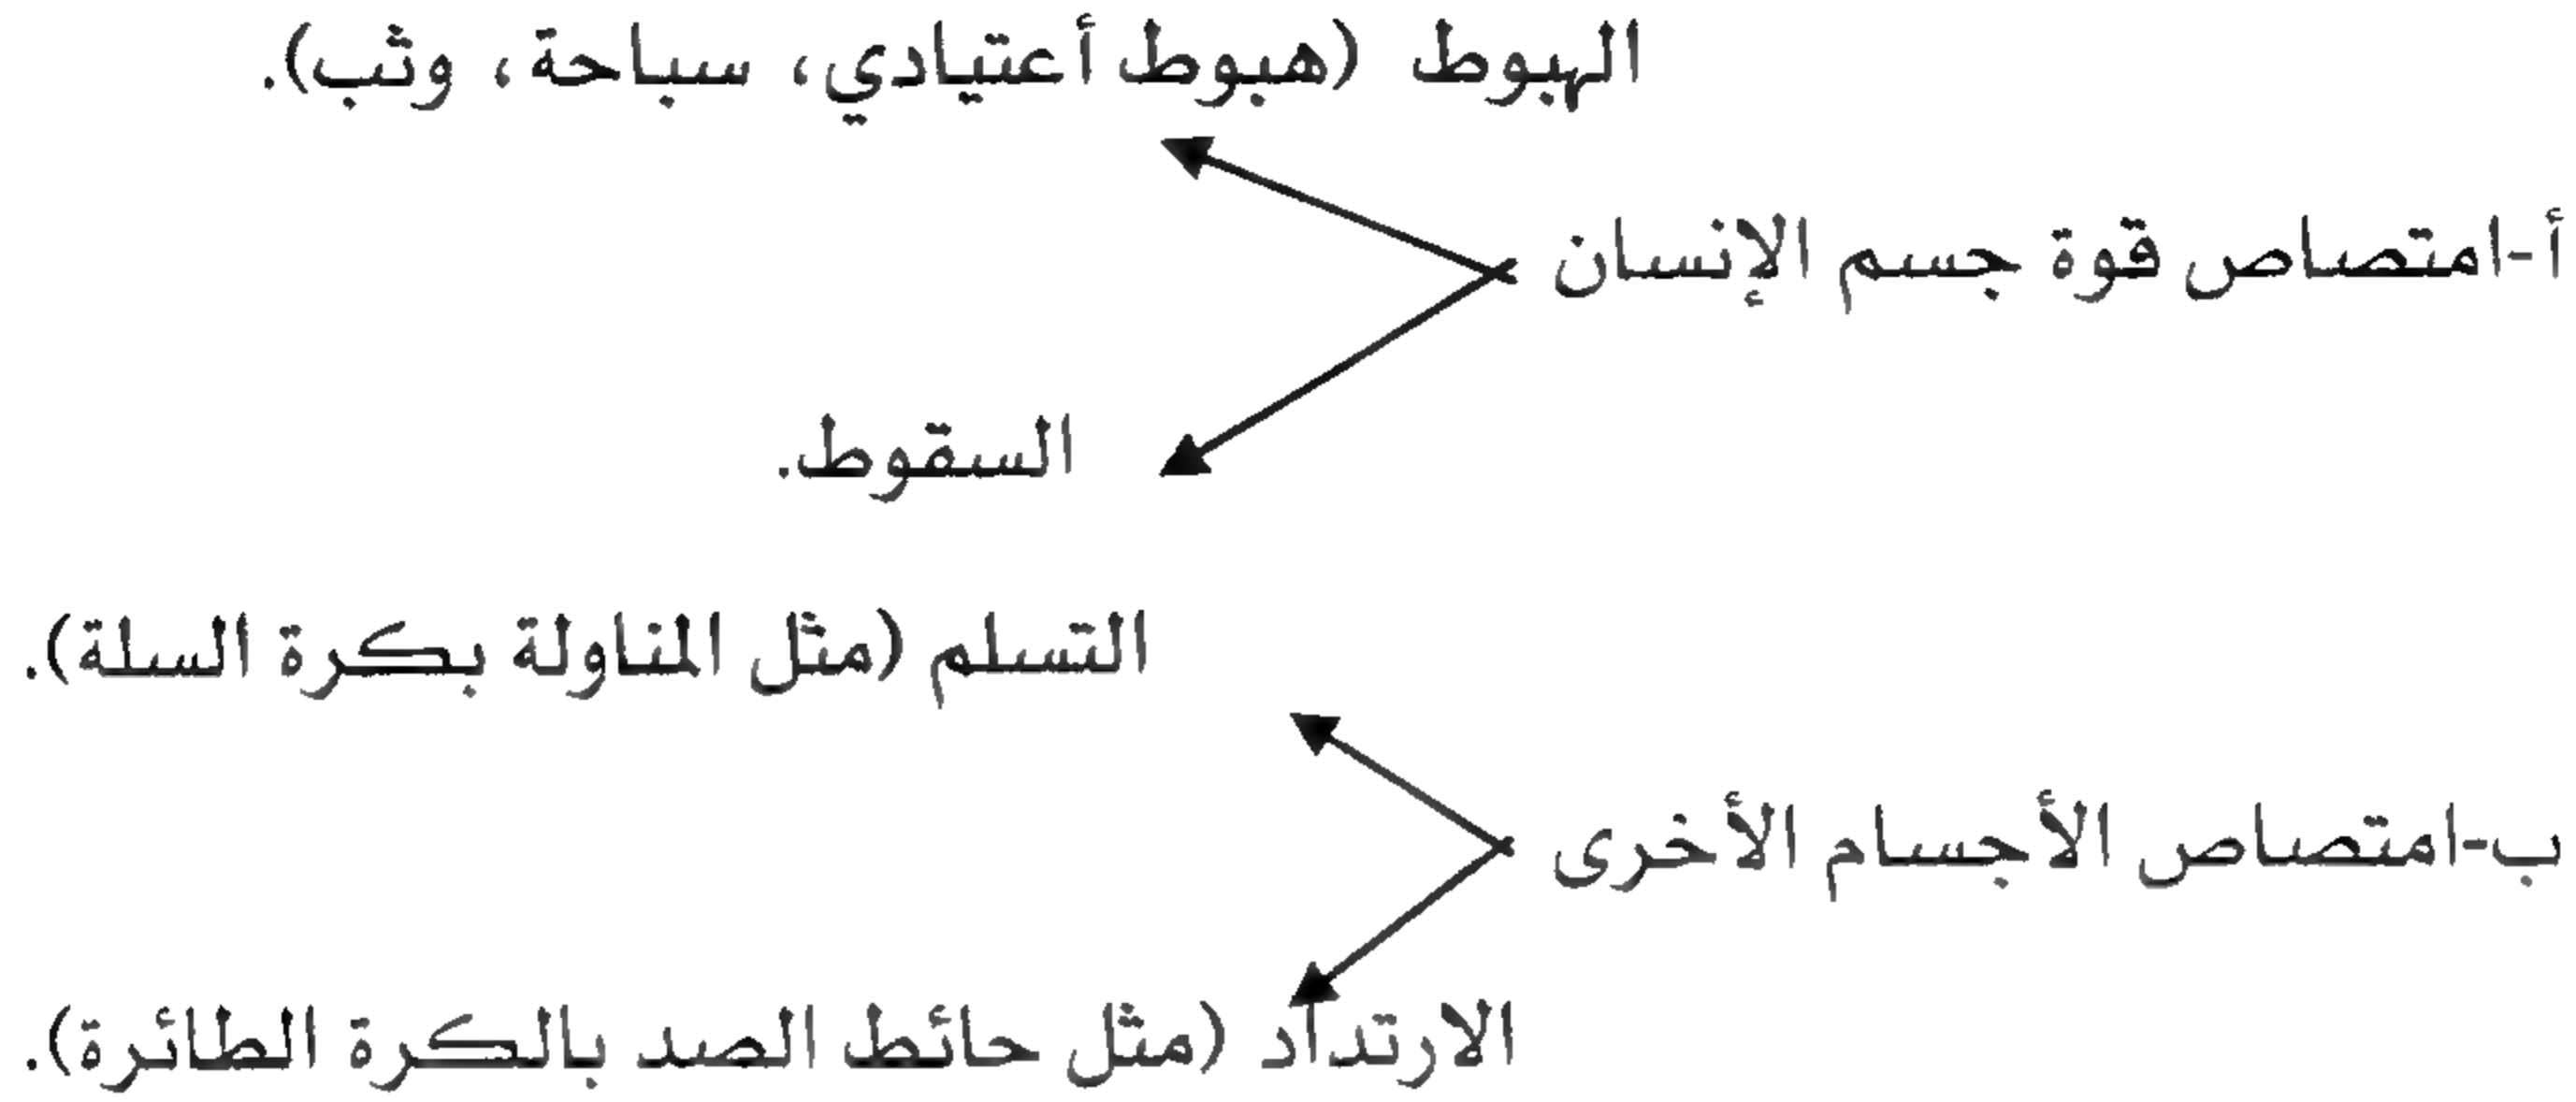 الهبوط (هبوط أعتيادي، سباحة، وثب).
أ-امتصاص قوة جسم الإنسان
السقوط.
التسلم (مثل المناولة بكرة السلة).
ب-امتصاص الأجسام الأخرى
الارتداد (مثل حائط الصد بالكرة الطائرة).